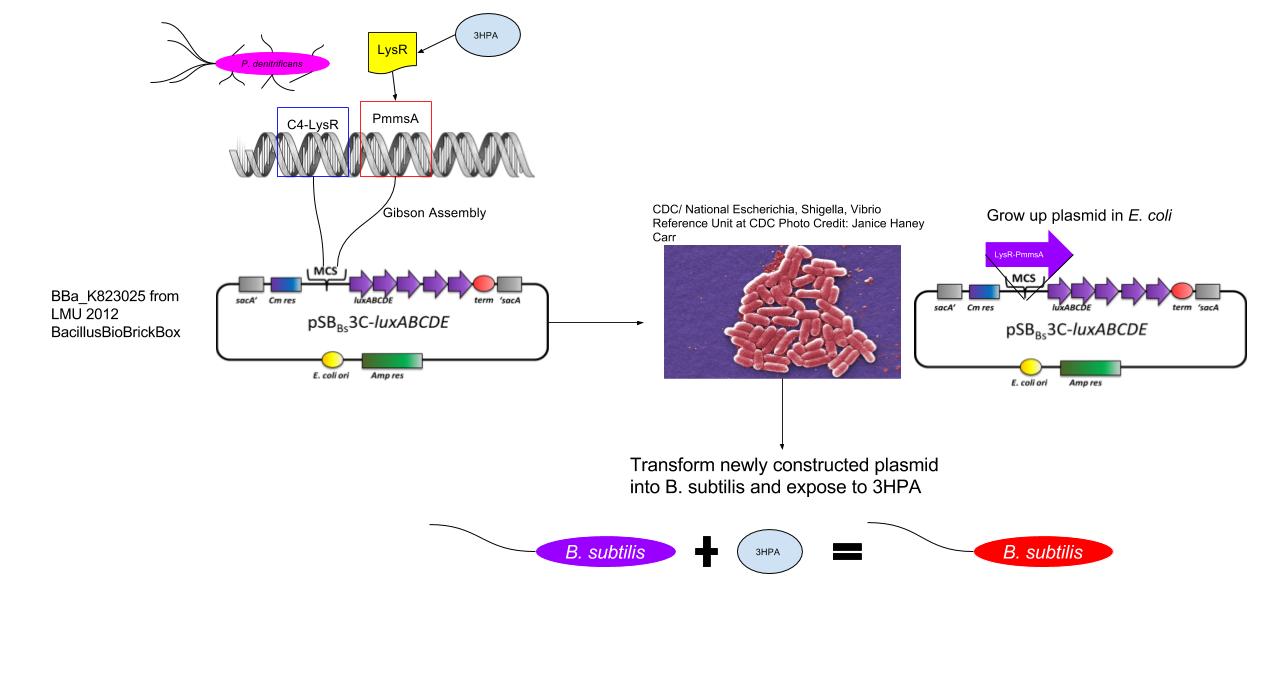 P. denitrificans
LysR
3HPA
C4-LysR
PmmsA
Gibson Assembly
BBa_K823025 from
LMU 2012
BacillusBioBrickBox
MCS
sacA'
Cm res
luxABCDE
term
'sacA
pSBBs3C-luxABCDE
E. coli ori
Amp res
CDC/ National Escherichia, Shigella, Vibrio
Reference Unit at CDC Photo Credit: Janice Haney
Carr
Grow up plasmid in E. coli
LysR-PmmsA
MCS
sacA'
Cm res
luxABCDE
term
'sacA
pSBBs3C-luxABCDE
E. coli ori
Amp res
Transform newly constructed plasmid
into B. subtilis and expose to 3HPA
B. subtilis
+
3HPA
=
B. subtilis